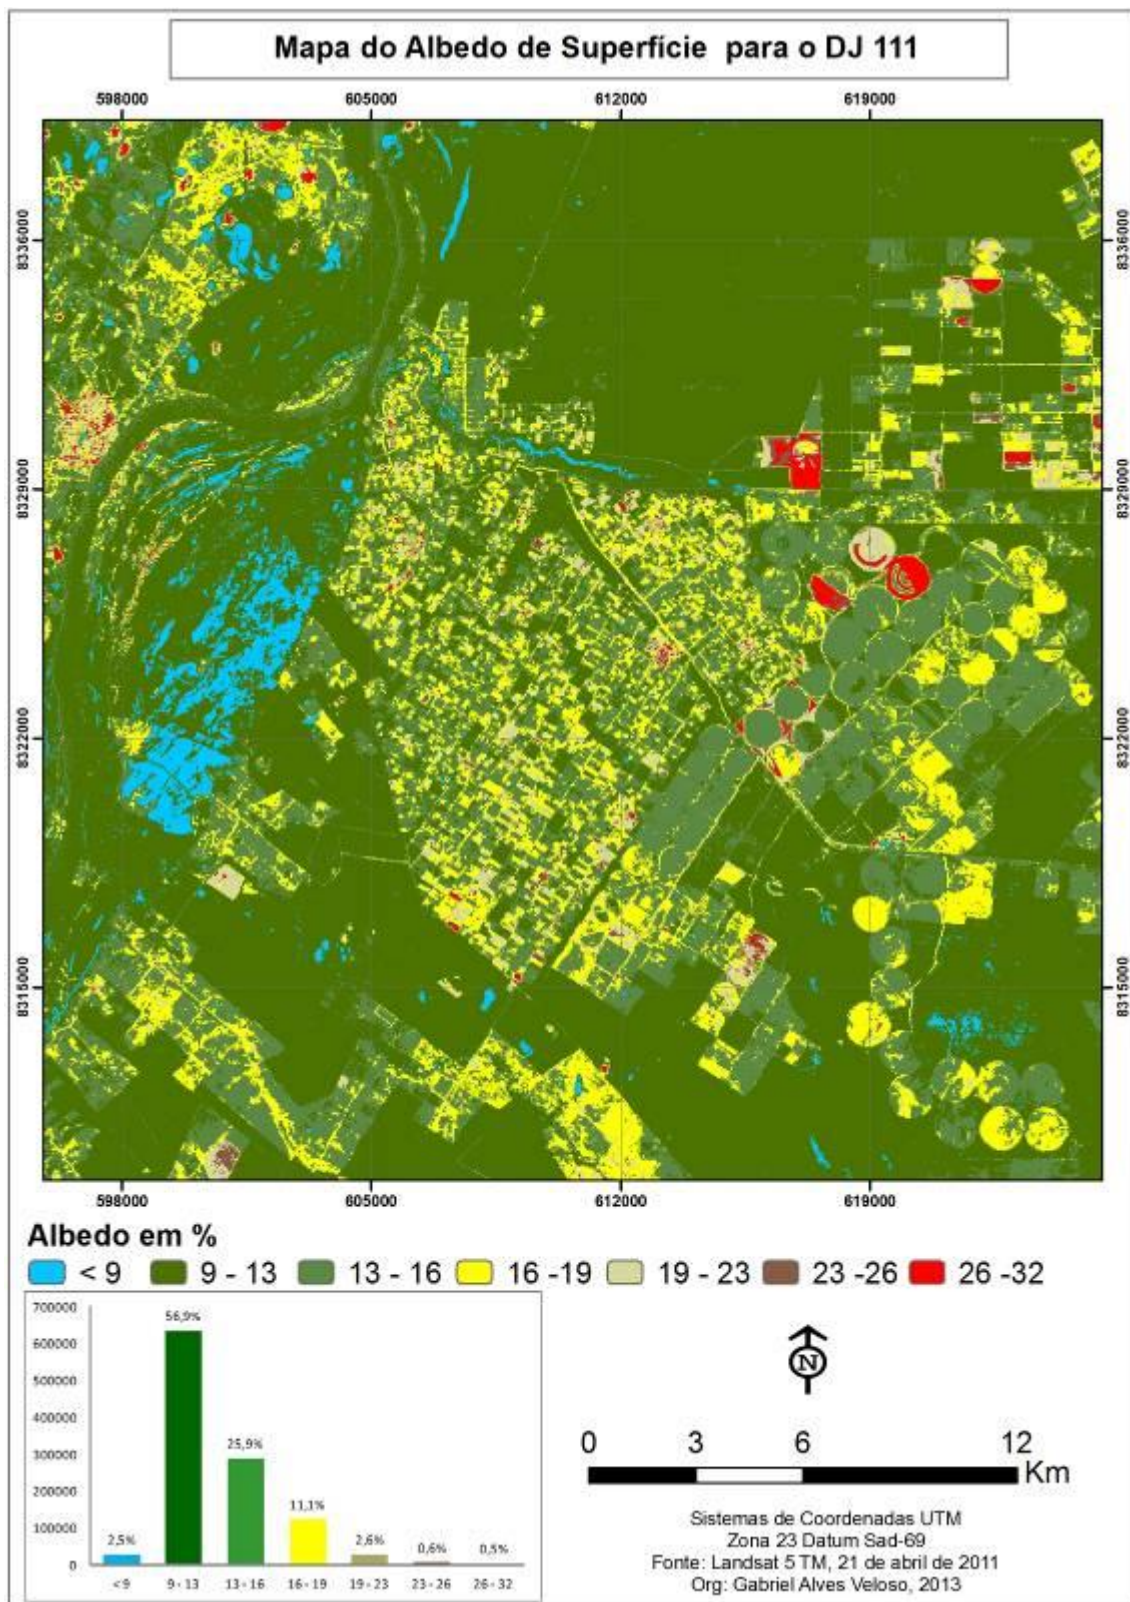 Mapa do Albedo de Superfície para o DJ 111
598000 605000 612000 619000
8336000 8336000
8329000 8329000
8322000 8322000
8315000 8315000
598000 605000 612000 619000
Albedo em %
< 9 9 - 13 13 - 16 16 -19 19 - 23 23 -26 26 -32
700000
600000
500000
400000
300000
200000
100000
0
2,5% 56,9% 25,9% 11,1% 2,6% 0,6% 0,5%
<9 9 - 13 13 - 16 16 - 19 19 - 23 23 - 26 26 - 32
N
0 3 6 12
Km
Sistemas de Coordenadas UTM
Zona 23 Datum Sad-69
Fonte: Landsat 5 TM, 21 de abril de 2011
Org: Gabriel Alves Veloso, 2013